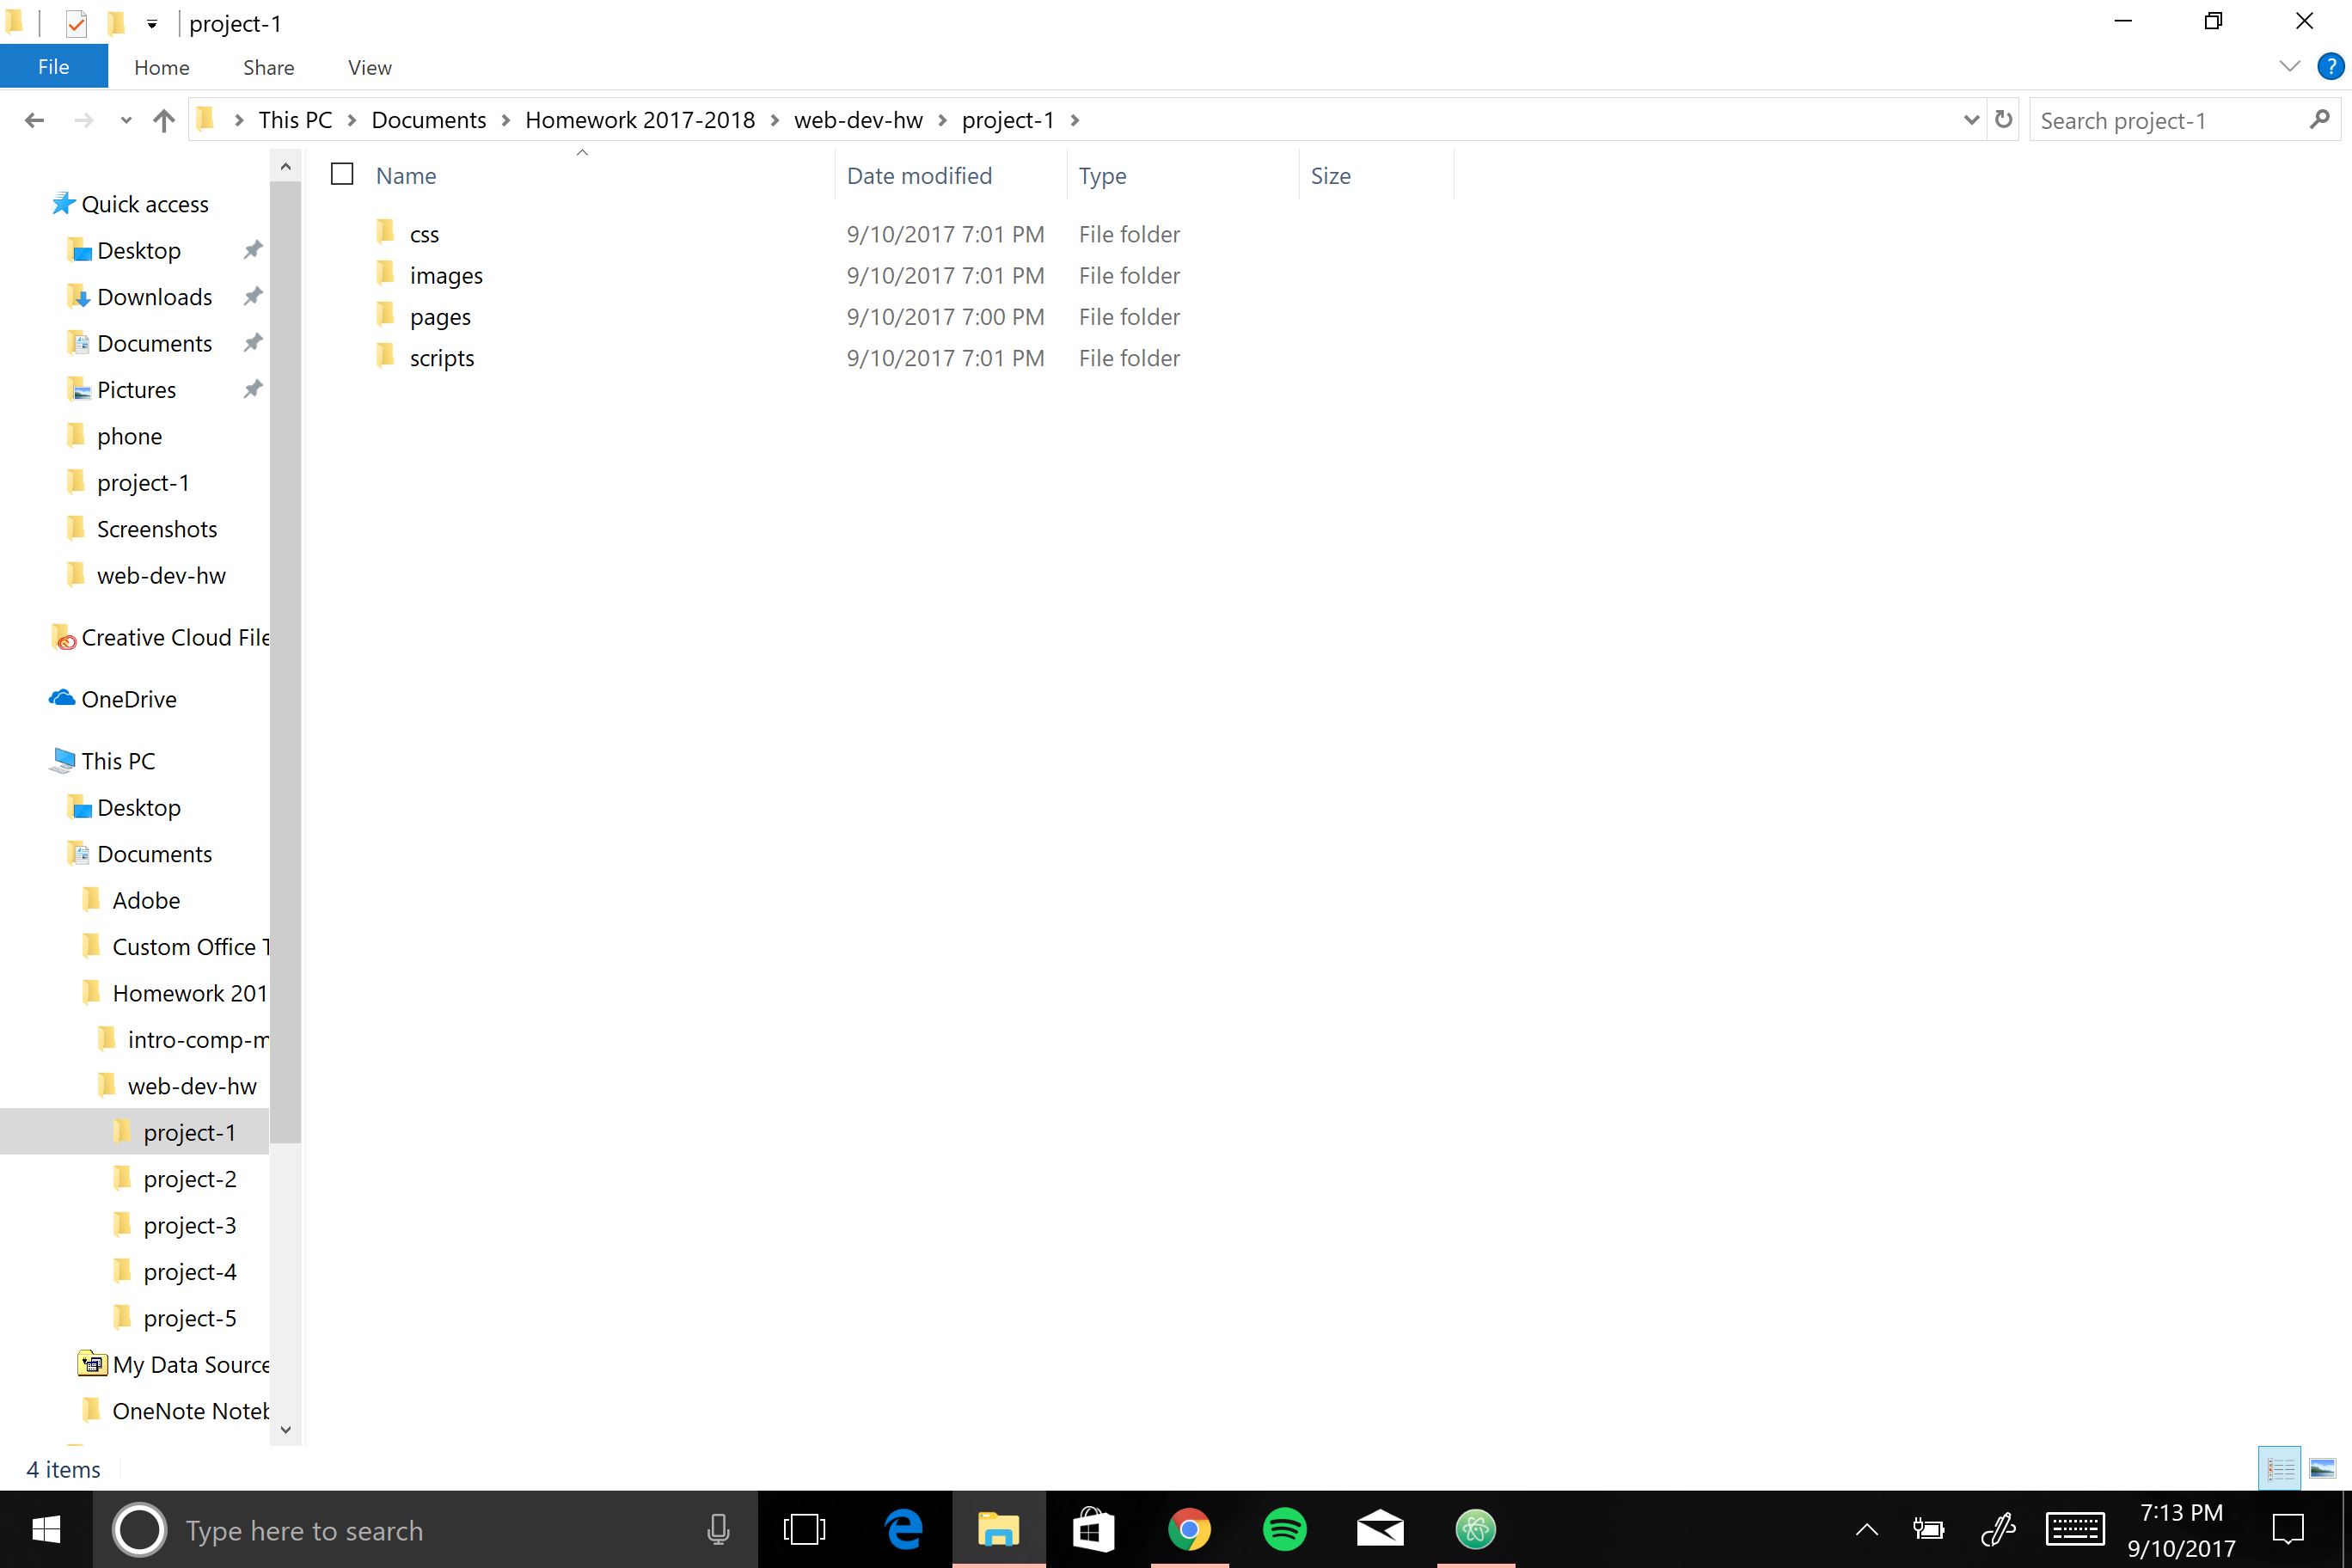 project-1
File Home Share View
?
This PC Documents Homework 2017-2018 web-dev-hw project-1
Search project-1
Name Date modified Type Size
css 9/10/2017 7:01 PM File folder
images 9/10/2017 7:01 PM File folder
pages 9/10/2017 7:00 PM File folder
scripts 9/10/2017 7:01 PM File folder
Quick access
Desktop
Downloads
Documents
Pictures
phone
project-1
Screenshots
web-dev-hw
Creative Cloud File
OneDrive
This PC
Desktop
Documents
Adobe
Custom Office T
Homework 201
intro-comp-m
web-dev-hw
project-1
project-2
project-3
project-4
project-5
My Data Source
OneNote Noteb
4 items
Type here to search
7:13 PM
9/10/2017